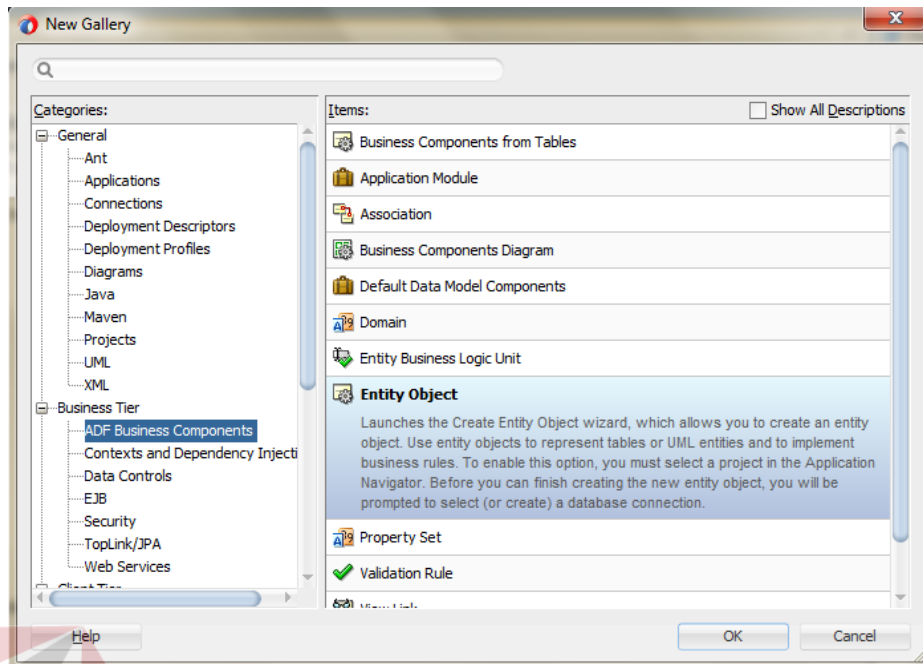 New Gallery
Categories:
General
Ant
Applications
Connections
Deployment Descriptors
Deployment Profiles
Diagrams
Java
Maven
Projects
UML
XML
Business Tier
ADF Business Components
Contexts and Dependency Injecti
Data Controls
EJB
Security
TopLink/JPA
Web Services
Client Tier
Items:
Show All Descriptions
Business Components from Tables
Application Module
Association
Business Components Diagram
Default Data Model Components
Domain
Entity Business Logic Unit
Entity Object
Launches the Create Entity Object wizard, which allows you to create an entity
object. Use entity objects to represent tables or UML entities and to implement
business rules. To enable this option, you must select a project in the Application
Navigator. Before you can finish creating the new entity object, you will be
prompted to select (or create) a database connection.
Property Set
Validation Rule
View Link
Help
OK
Cancel